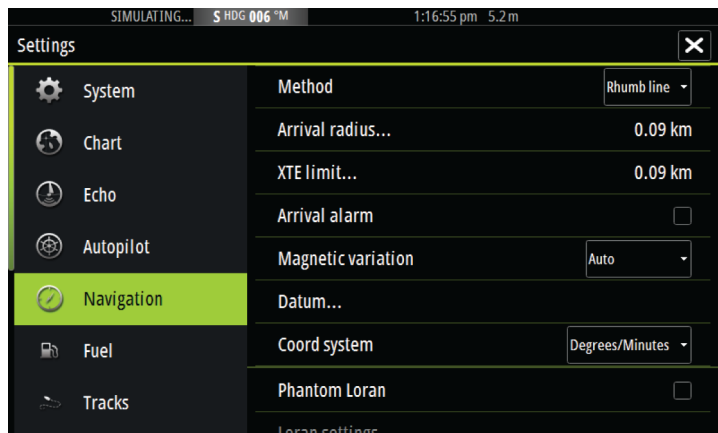 SIMULATING... S HDG 006 °M 1:16:55 pm 5.2 m
Settings
System
Chart
Echo
Autopilot
Navigation
Fuel
Tracks
Method Rhumb line
Arrival radius... 0.09 km
XTE limit... 0.09 km
Arrival alarm
Magnetic variation Auto
Datum...
Coord system Degrees/Minutes
Phantom Loran
Loran settings